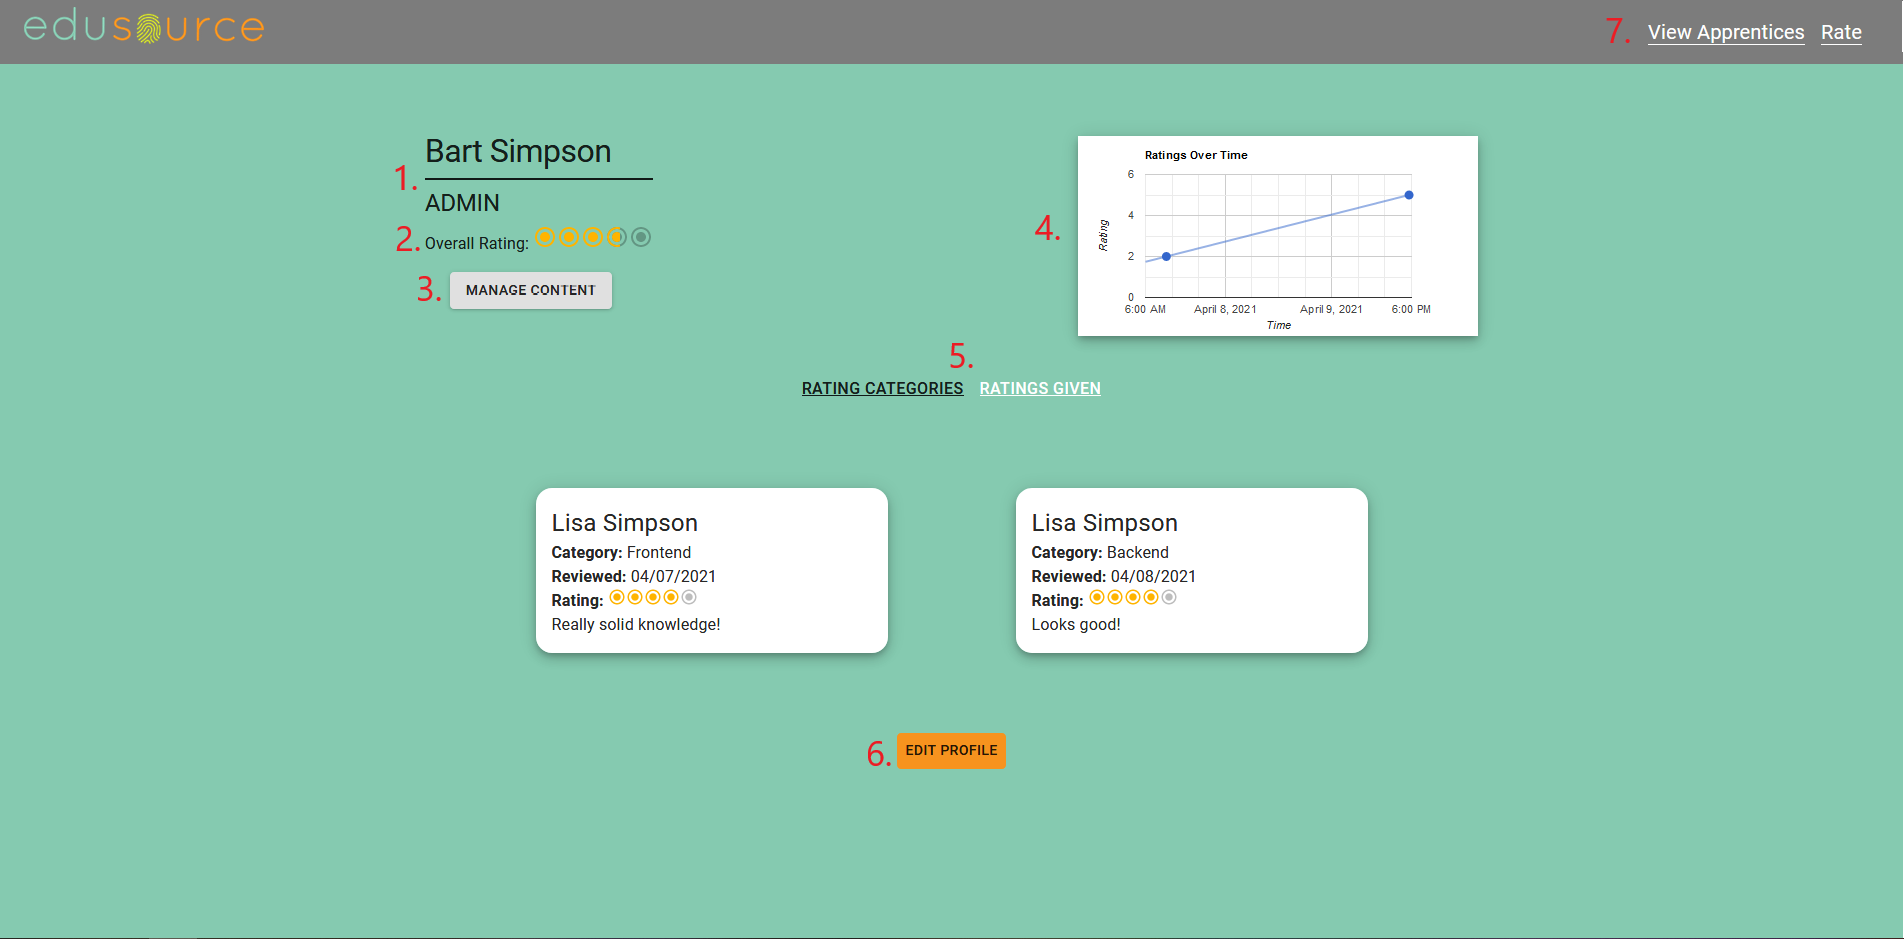 edusource
7. View Apprentices Rate
Bart Simpson
1.
ADMIN
2. Overall Rating:
3. MANAGE CONTENT
4.
Ratings Over Time
6
4
2
0
Rating
6:00 AM April 8, 2021 April 9, 2021 6:00 PM
Time
5.
RATING CATEGORIES RATINGS GIVEN
Lisa Simpson
Category: Frontend
Reviewed: 04/07/2021
Rating:
Really solid knowledge!
Lisa Simpson
Category: Backend
Reviewed: 04/08/2021
Rating:
Looks good!
6. EDIT PROFILE